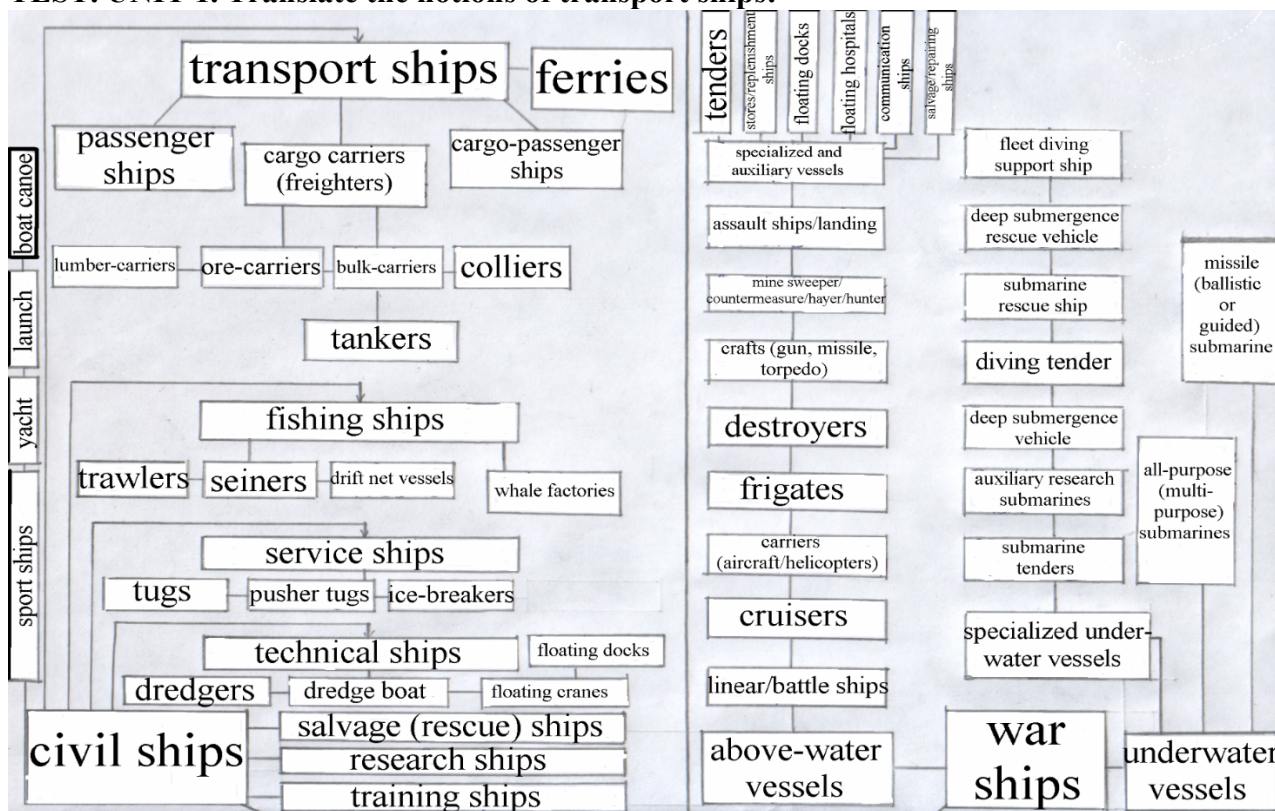 TEST. UNIT 1. Translate the notions of transport ships.
transport ships
ferries
passenger
ships
cargo carriers
(freighters)
cargo-passenger
ships
lumber-carriers
ore-carriers
bulk-carriers
colliers
tankers
boat canoe
launch
yacht
sport ships
fishing ships
trawlers
seiners
drift net vessels
whale factories
service ships
tugs
pusher tugs
ice-breakers
technical ships
floating docks
dredgers
dredge boat
floating cranes
civil ships
salvage (rescue) ships
research ships
training ships
tenders
stores/replenishment
ships
floating docks
floating hospitals
communication
ships
salvage/repairing
ships
specialized and
auxiliary vessels
assault ships/landing
mine sweeper/
countermeasure/hayer/hunter
crafts (gun, missile,
torpedo)
destroyers
frigates
carriers
(aircraft/helicopters)
cruisers
linear/battle ships
above-water
vessels
fleet diving
support ship
deep submergence
rescue vehicle
submarine
rescue ship
diving tender
deep submergence
vehicle
auxiliary research
submarines
submarine
tenders
specialized under-
water vessels
war
ships
missile
(ballistic
or
guided)
submarine
all-purpose
(multi-
purpose)
submarines
underwater
vessels